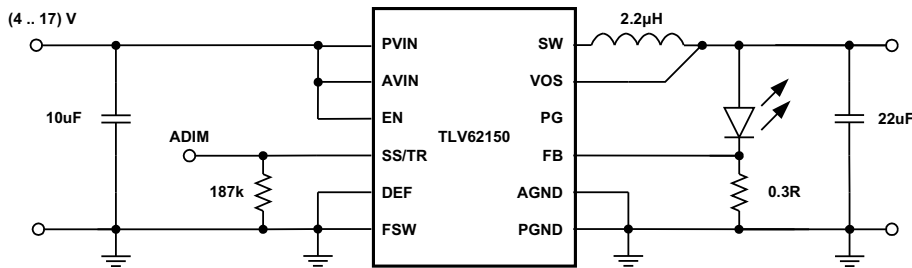 (4 .. 17) V
2.2µH
PVIN
SW
AVIN
VOS
10uF
EN
PG
22uF
ADIM
TLV62150
SS/TR
FB
187k
DEF
AGND
0.3R
FSW
PGND